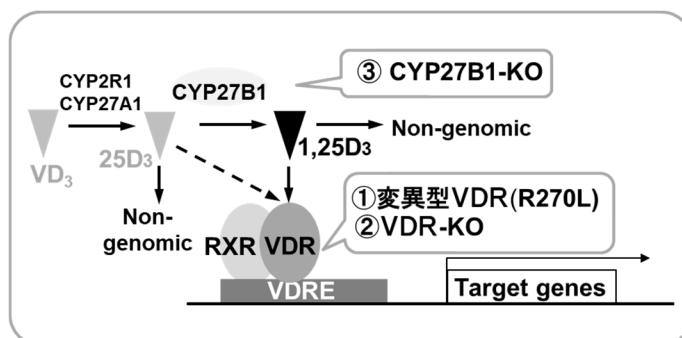 ③ CYP27B1-KO
CYP2R1
CYP27A1
CYP27B1
VD3
25D3
1,25D3
Non-genomic
Non-
genomic
①変異型VDR(R270L)
②VDR-KO
RXR
VDR
VDRE
Target genes